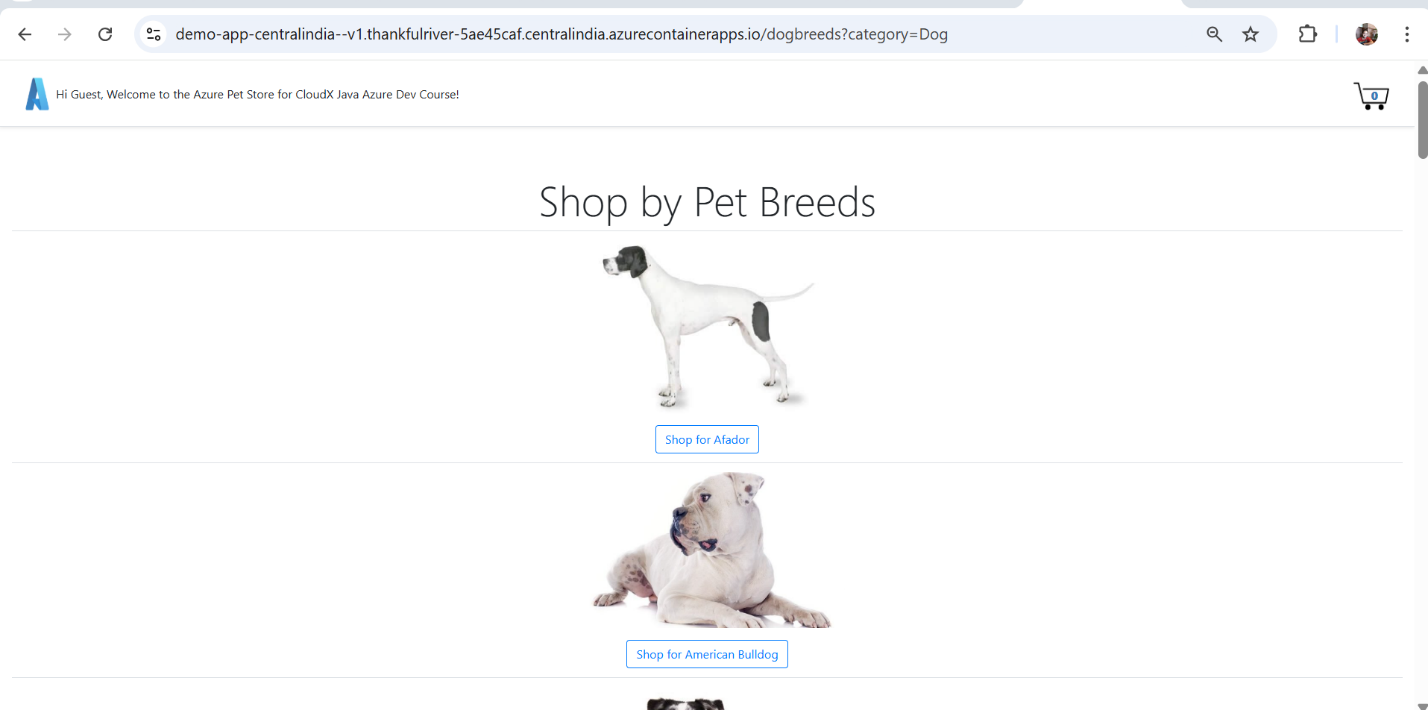 demo-app-centralindia--v1.thankfulriver-5ae45caf.centralindia.azurecontainerapps.io/dogbreeds?category=Dog
Hi Guest, Welcome to the Azure Pet Store for CloudX Java Azure Dev Course!
0
Shop by Pet Breeds
Shop for Afador
Shop for American Bulldog